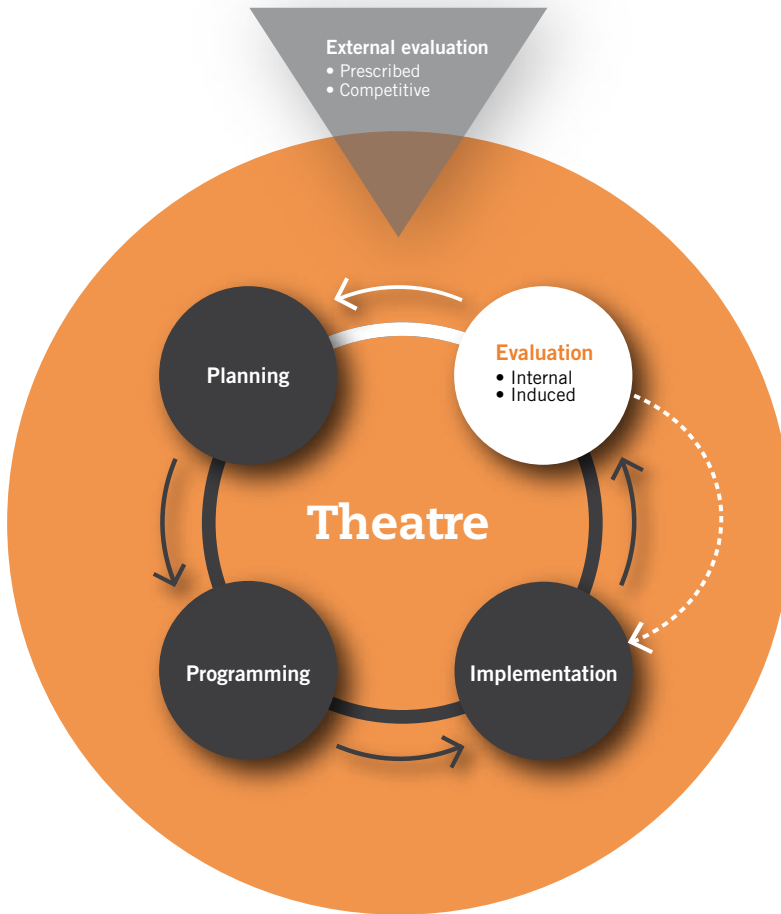 External evaluation
• Prescribed
• Competitive
Planning
Evaluation
• Internal
• Induced
Theatre
Programming
Implementation